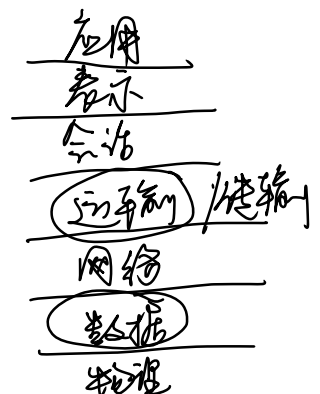 应用
表示
会话
运输 / 传输
网络
数据
物理